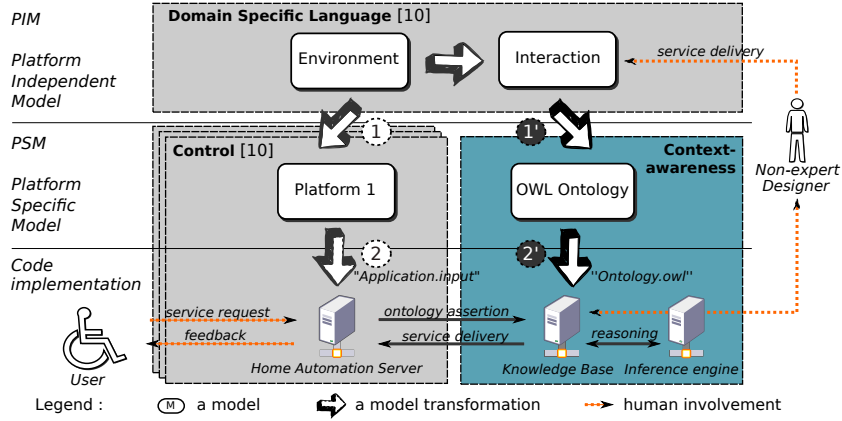 PIM
Domain Specific Language [10]
Environment
Interaction
service delivery
Platform
Independent
Model
1
1'
PSM
Control [10]
Context-
awareness
Non-expert
Designer
Platform 1
OWL Ontology
Platform
Specific
Model
2
2'
Code
implementation
"Application.input"
''Ontology.owl''
service request
ontology assertion
feedback
service delivery
reasoning
User
Home Automation Server
Knowledge Base
Inference engine
Legend :
M
a model
a model transformation
human involvement